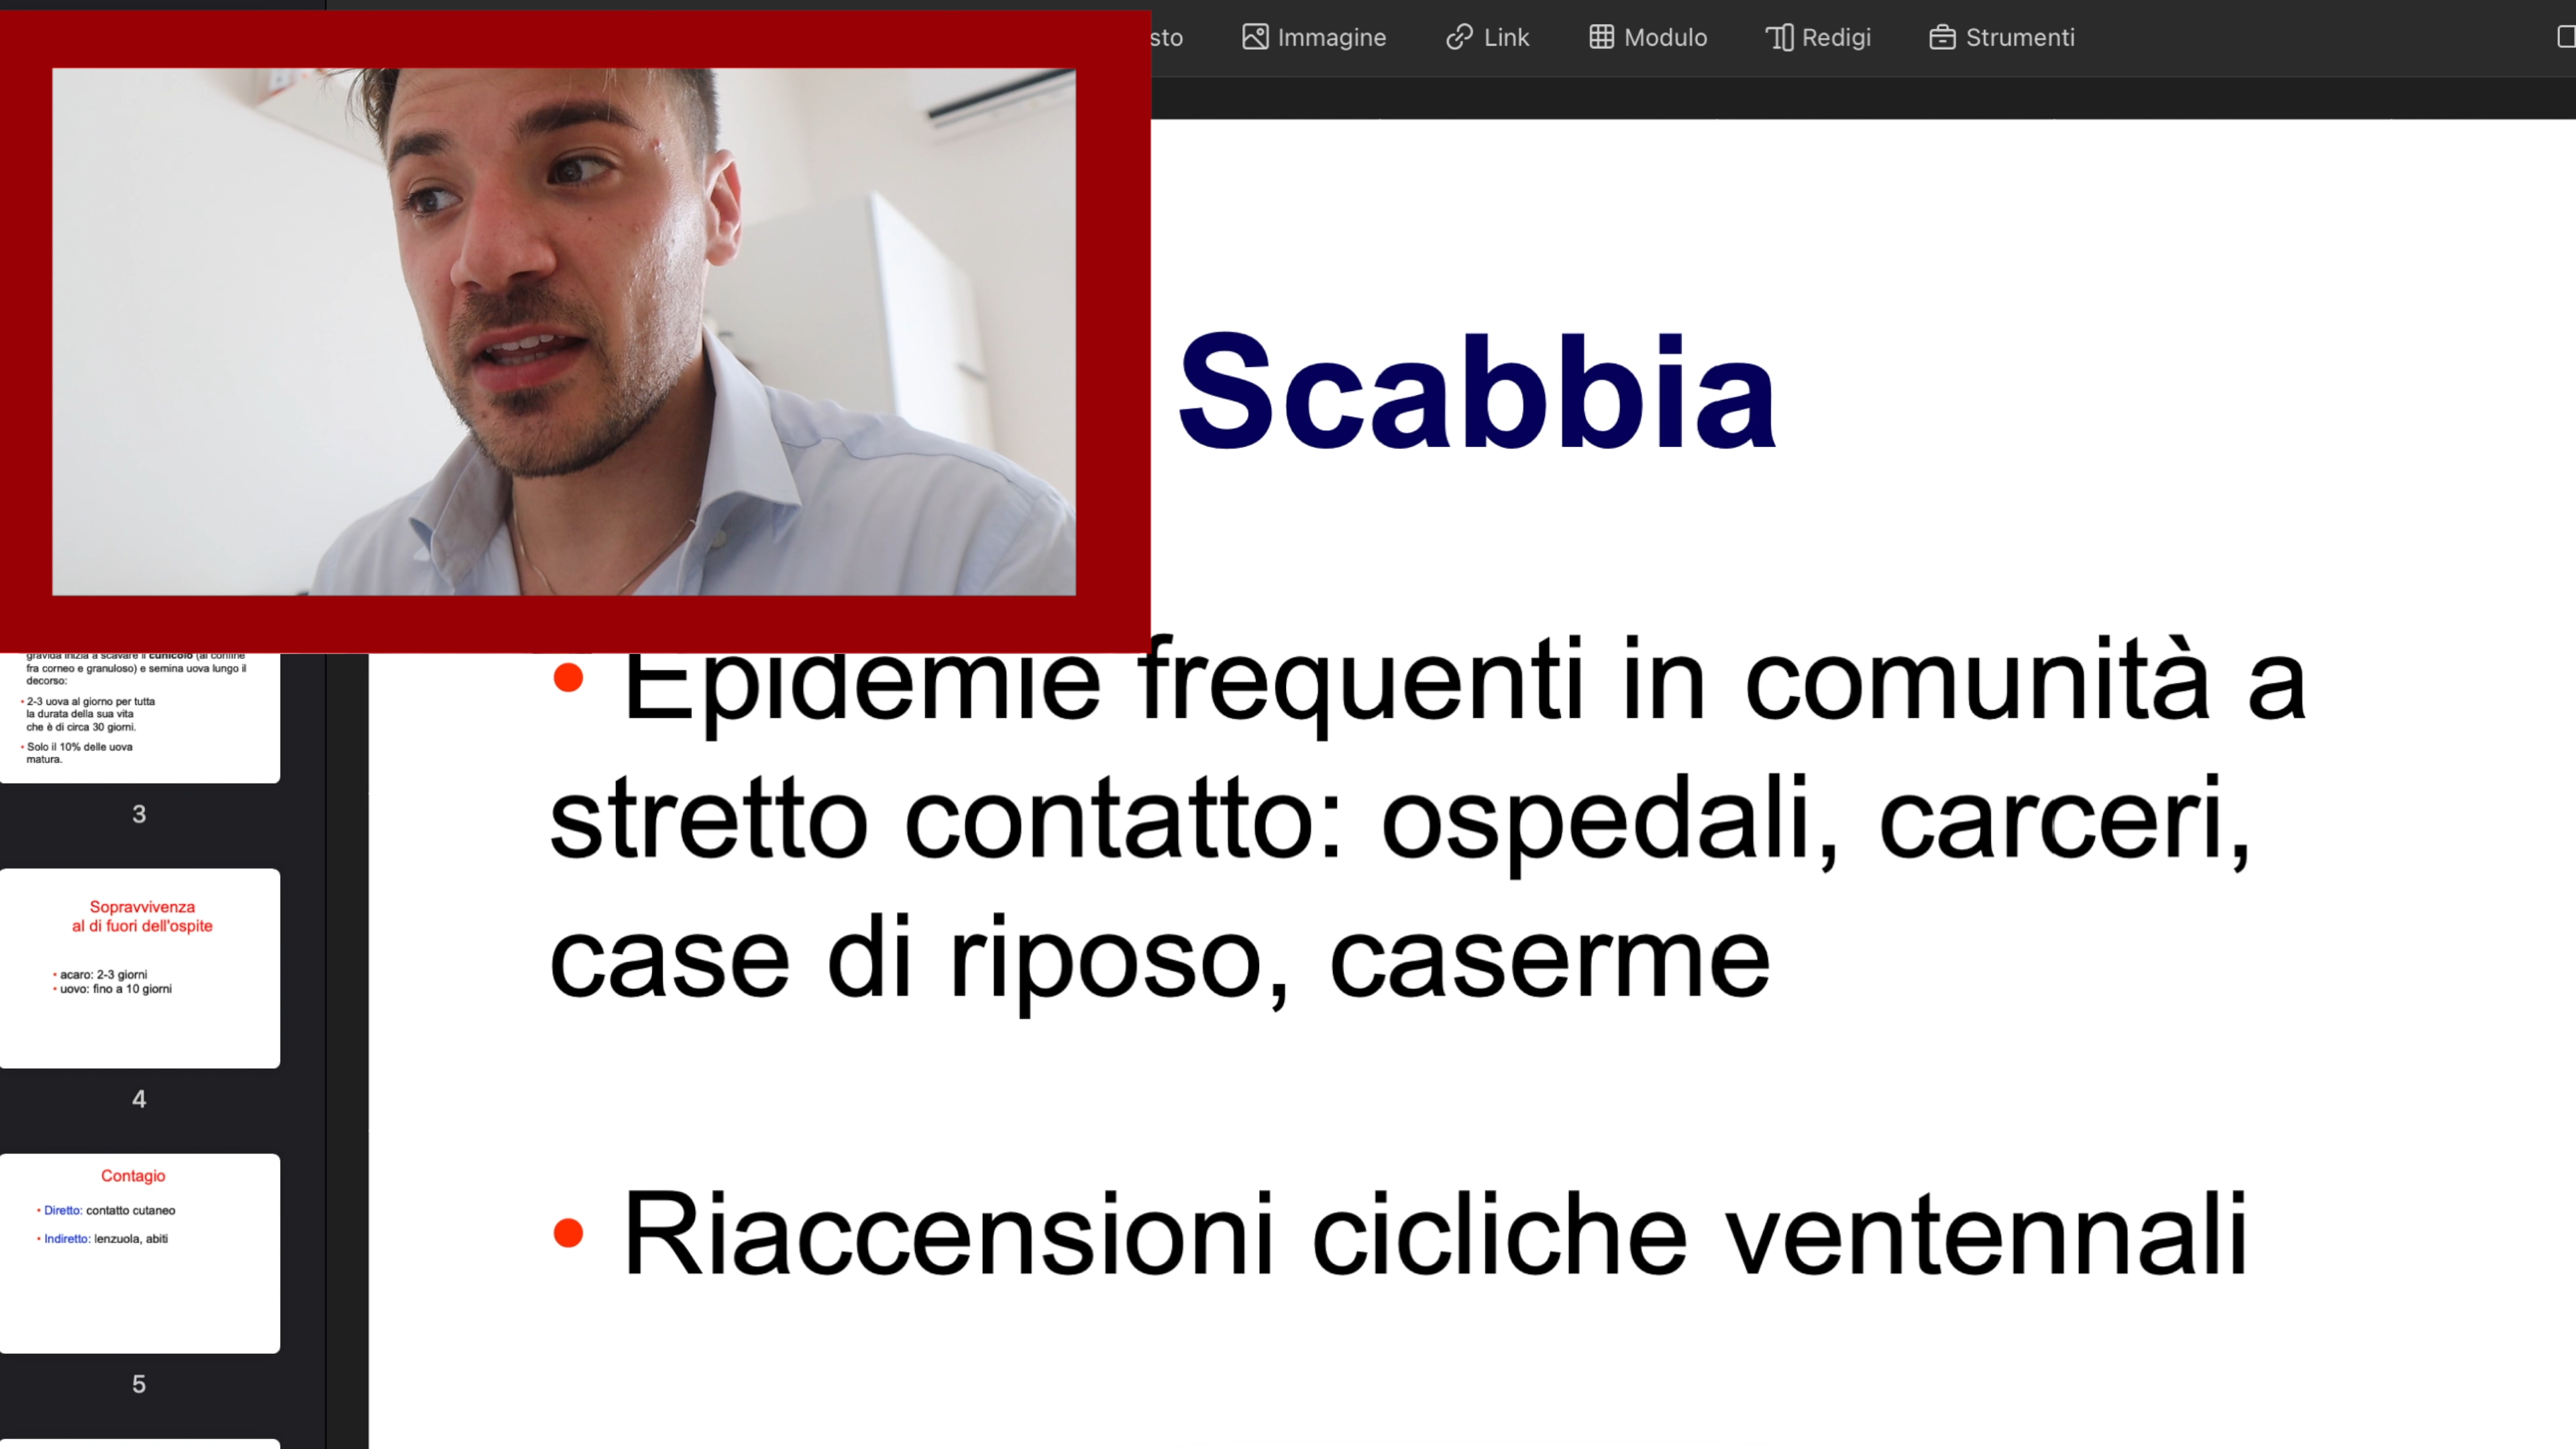 sto Immagine Link Modulo Redigi Strumenti
Scabbia
• Epidemie frequenti in comunità a
stretto contatto: ospedali, carceri,
case di riposo, caserme
• Riaccensioni cicliche ventennali
gravida inizia a scavare il cunicolo (al confine
fra corneo e granuloso) e semina uova lungo il
decorso:
• 2-3 uova al giorno per tutta
la durata della sua vita
che è di circa 30 giorni.
• Solo il 10% delle uova
matura.
3
Sopravvivenza
al di fuori dell'ospite
• acaro: 2-3 giorni
• uovo: fino a 10 giorni
4
Contagio
• Diretto: contatto cutaneo
• Indiretto: lenzuola, abiti
5